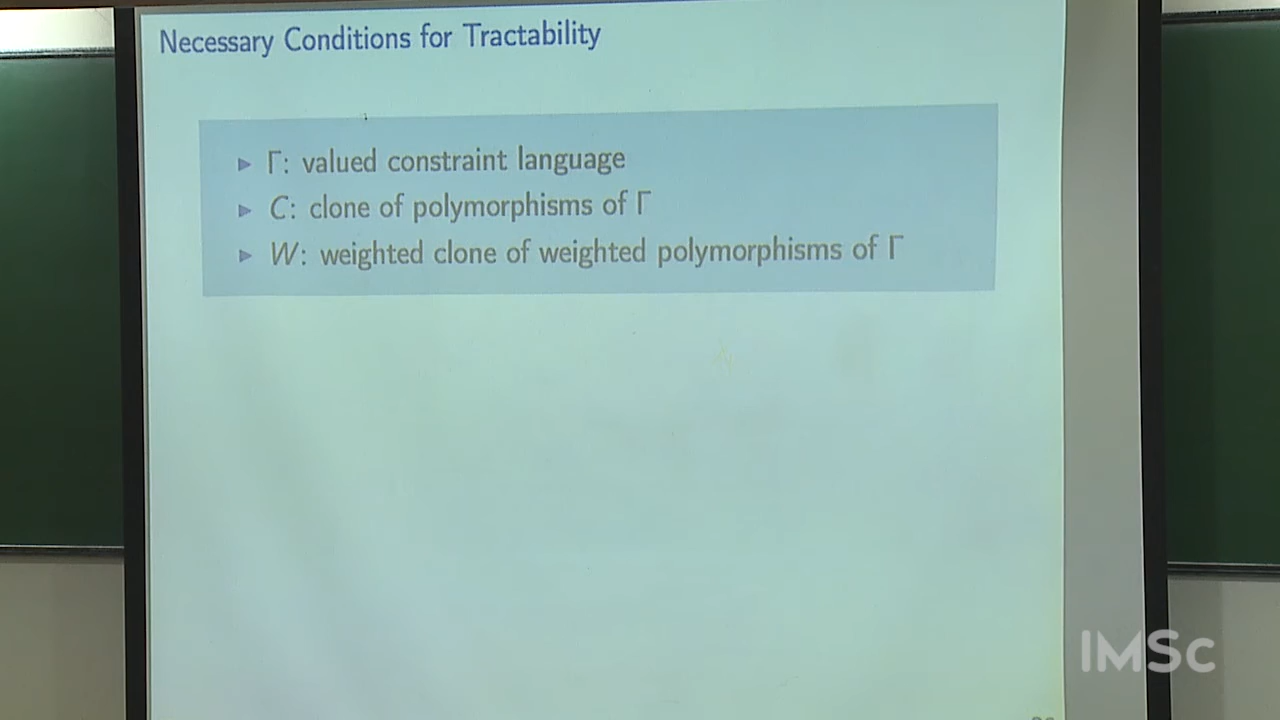 Necessary Conditions for Tractability
▶ Γ: valued constraint language
▶ C: clone of polymorphisms of Γ
▶ W: weighted clone of weighted polymorphisms of Γ
IMSc